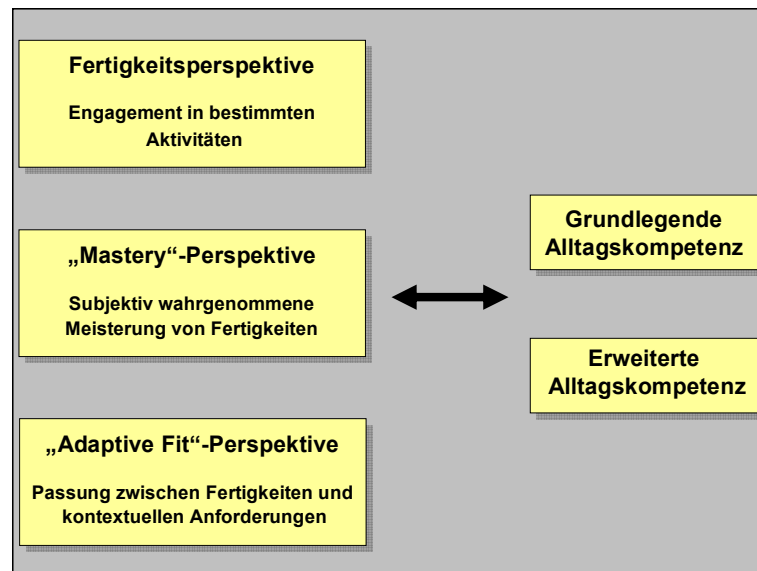 Fertigkeitsperspektive
Engagement in bestimmten
Aktivitäten
„Mastery“-Perspektive
Subjektiv wahrgenommene
Meisterung von Fertigkeiten
„Adaptive Fit“-Perspektive
Passung zwischen Fertigkeiten und
kontextuellen Anforderungen
Grundlegende
Alltagskompetenz
Erweiterte
Alltagskompetenz